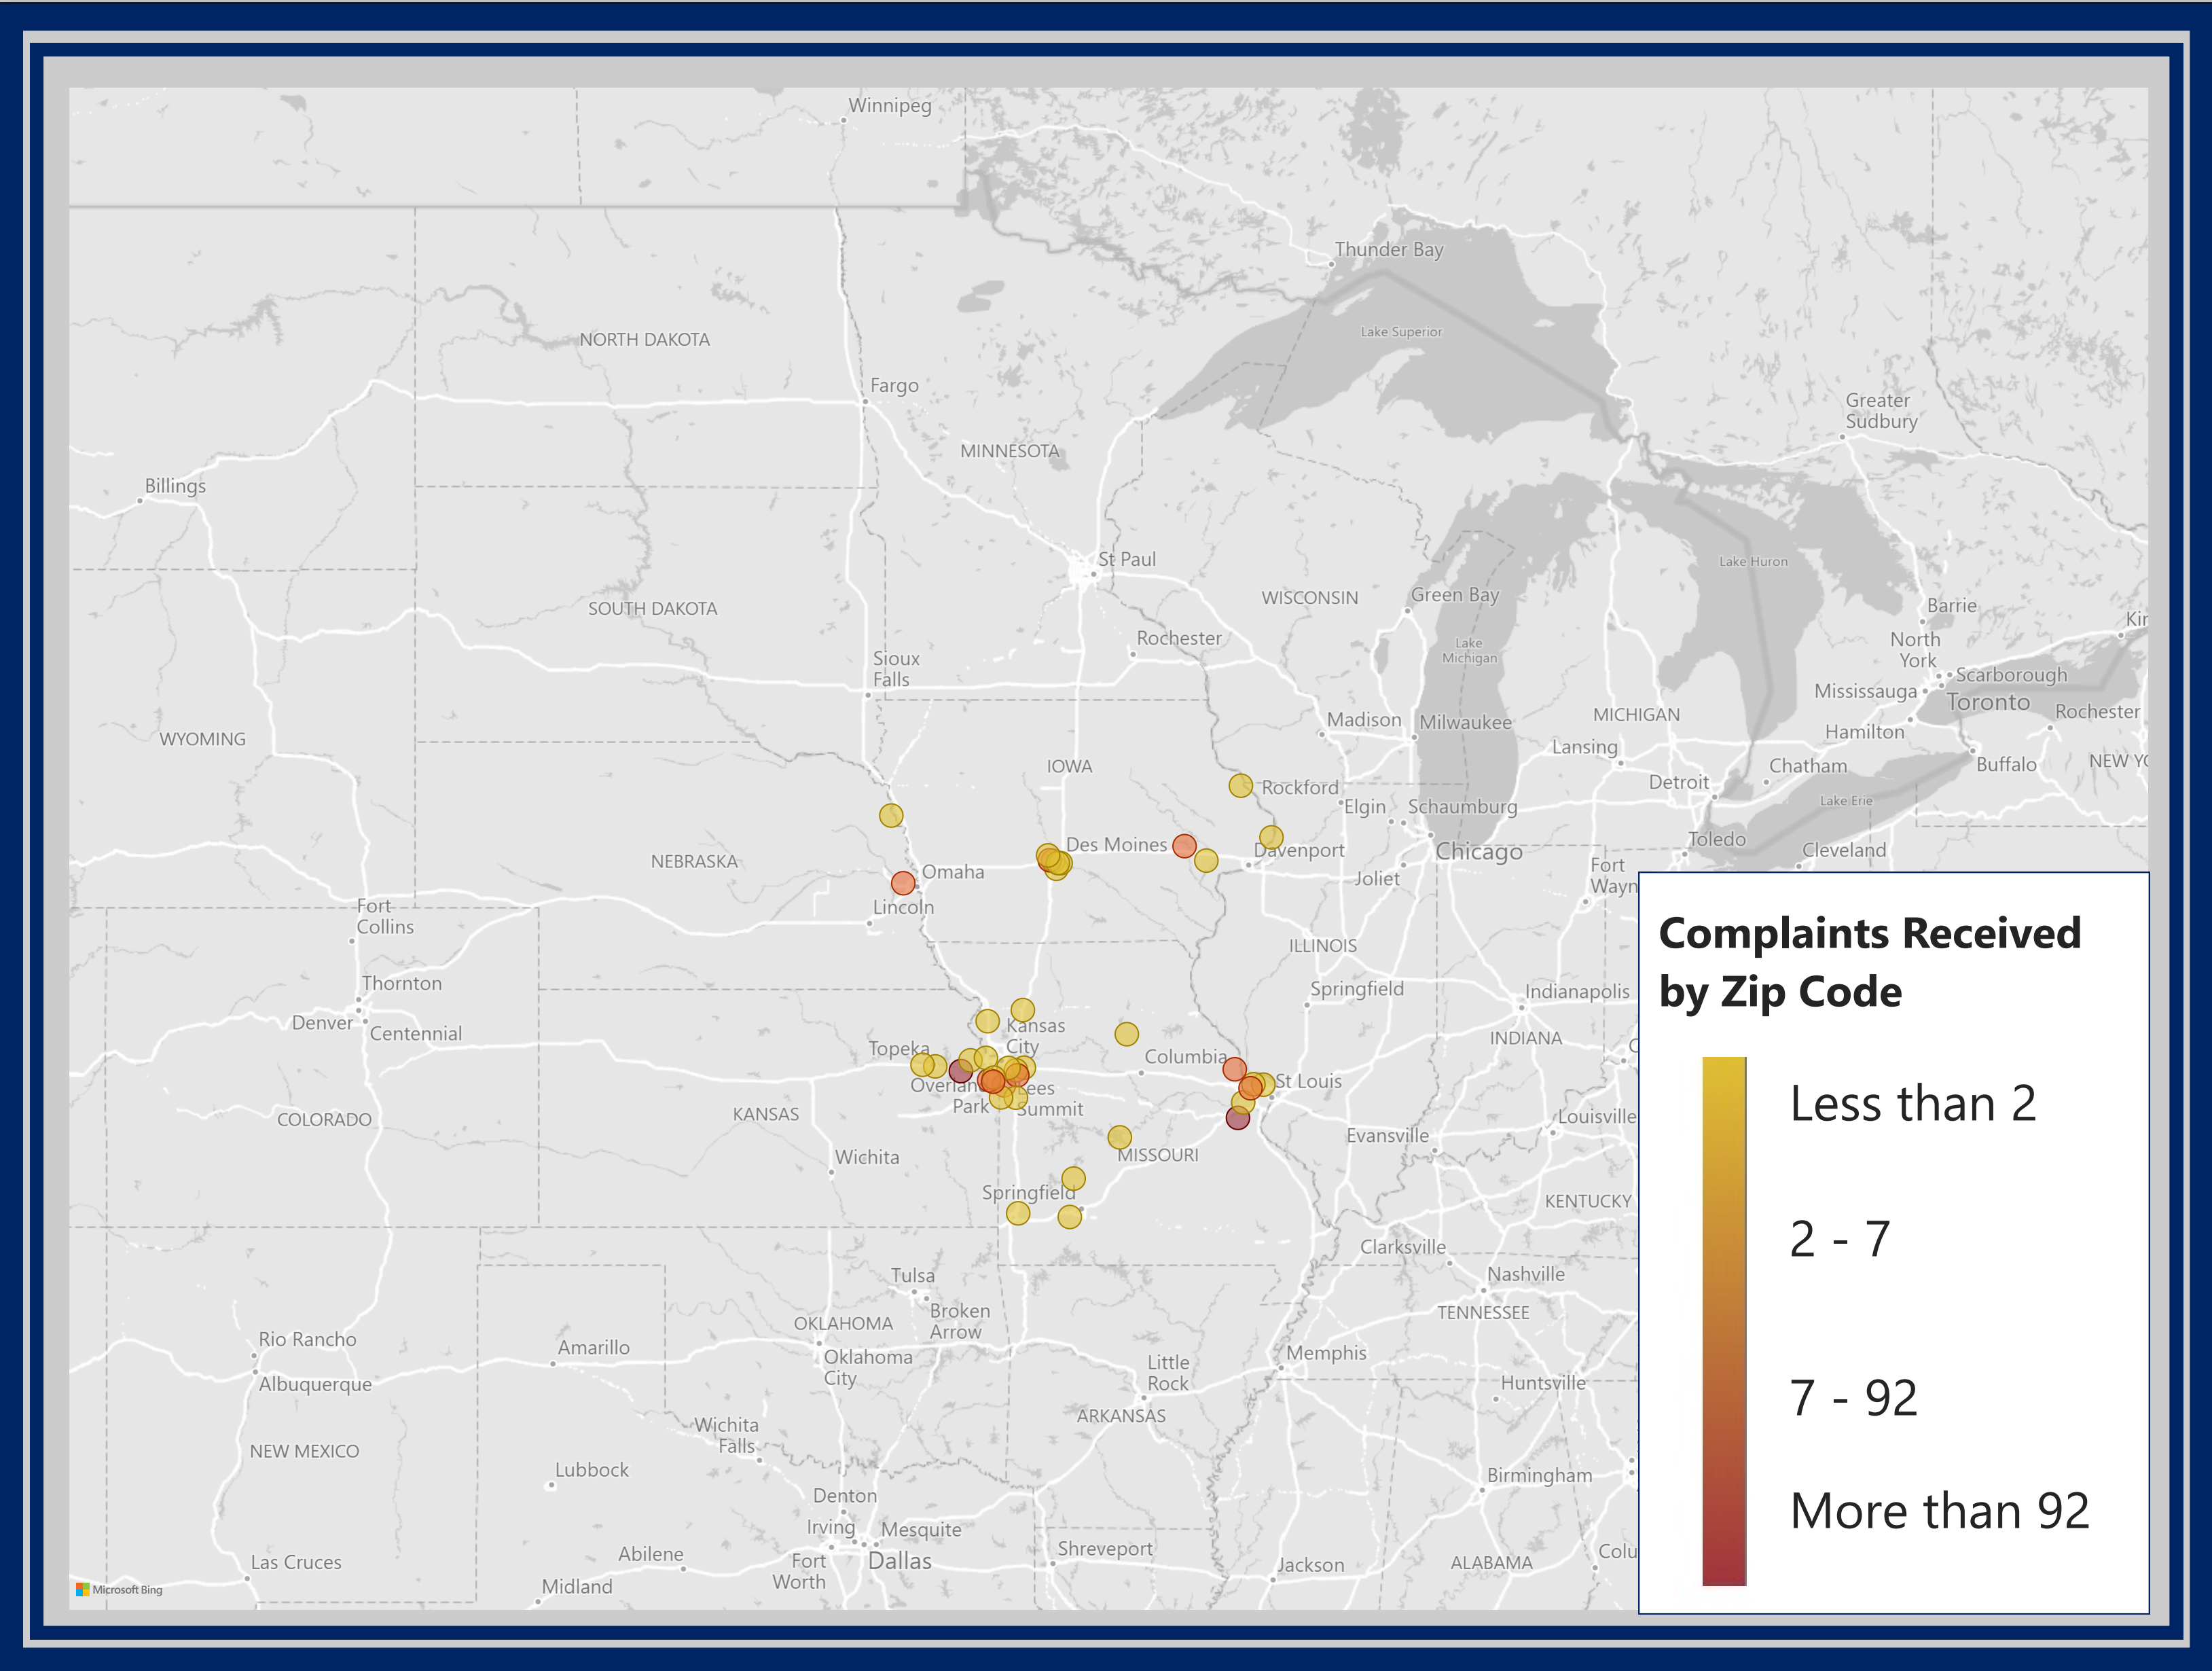 Winnipeg
Thunder Bay
Lake Superior
NORTH DAKOTA
Fargo
Greater
Sudbury
MINNESOTA
Billings
St Paul
Lake Huron
SOUTH DAKOTA
WISCONSIN
Green Bay
Barrie
Kin
Rochester
Lake
Michigan
North
York
Sioux
Falls
Scarborough
Mississauga
Toronto
WYOMING
Madison
Milwaukee
MICHIGAN
Rochester
Hamilton
Lansing
IOWA
Buffalo
NEW YO
Chatham
Detroit
Rockford
Elgin
Schaumburg
Lake Erie
Des Moines
Toledo
NEBRASKA
Davenport
Chicago
Cleveland
Omaha
Joliet
Fort
Wayn
Lincoln
Fort
Collins
ILLINOIS
Thornton
Springfield
Indianapolis
Denver
Centennial
Kansas
City
INDIANA
C
Topeka
Columbia
Overlan
Park
Lees
Summit
St Louis
COLORADO
KANSAS
Louisville
Evansville
Wichita
MISSOURI
Springfield
KENTUCKY
Clarksville
Tulsa
Nashville
Broken
Arrow
TENNESSEE
OKLAHOMA
Rio Rancho
Amarillo
Oklahoma
City
Little
Rock
Memphis
Albuquerque
Huntsville
ARKANSAS
Wichita
Falls
NEW MEXICO
Lubbock
Birmingham
Denton
Irving
Mesquite
Abilene
Fort
Worth
Dallas
Shreveport
Jackson
ALABAMA
Colu
Las Cruces
Midland
Microsoft Bing
Complaints Received
by Zip Code
Less than 2
2 - 7
7 - 92
More than 92